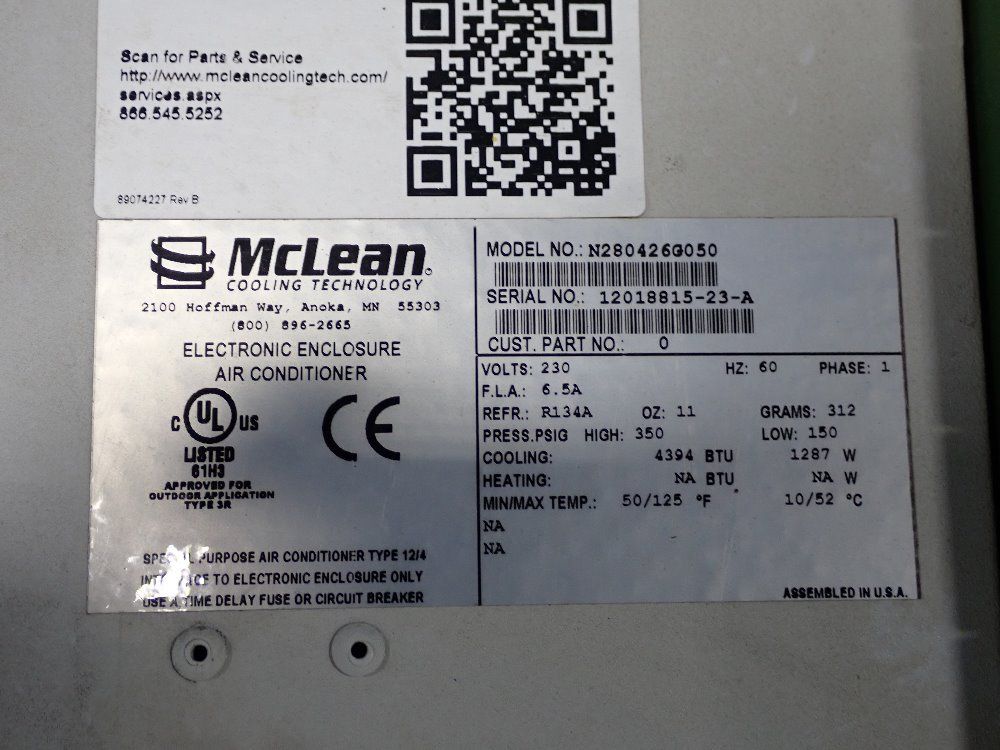 Scan for Parts & Service
http://www.mcleancoolingtech.com/
services.aspx
866.545.5252
89074227 Rev B
McLean®
COOLING TECHNOLOGY
2100 Hoffman Way, Anoka, MN 55303
(800) 896-2665
ELECTRONIC ENCLOSURE
AIR CONDITIONER
C UL US
LISTED
61H3
APPROVED FOR
OUTDOOR APPLICATION
TYPE 3R
CE
SPECIAL PURPOSE AIR CONDITIONER TYPE 12/4
INTERFACE TO ELECTRONIC ENCLOSURE ONLY
USE A TIME DELAY FUSE OR CIRCUIT BREAKER
MODEL NO.: N280426G050
SERIAL NO.: 12018815-23-A
CUST. PART NO.: 0
VOLTS: 230 HZ: 60 PHASE: 1
F.L.A.: 6.5A
REFR.: R134A OZ: 11 GRAMS: 312
PRESS.PSIG HIGH: 350 LOW: 150
COOLING: 4394 BTU 1287 W
HEATING: NA BTU NA W
MIN/MAX TEMP.: 50/125 °F 10/52 °C
NA
NA
ASSEMBLED IN U.S.A.